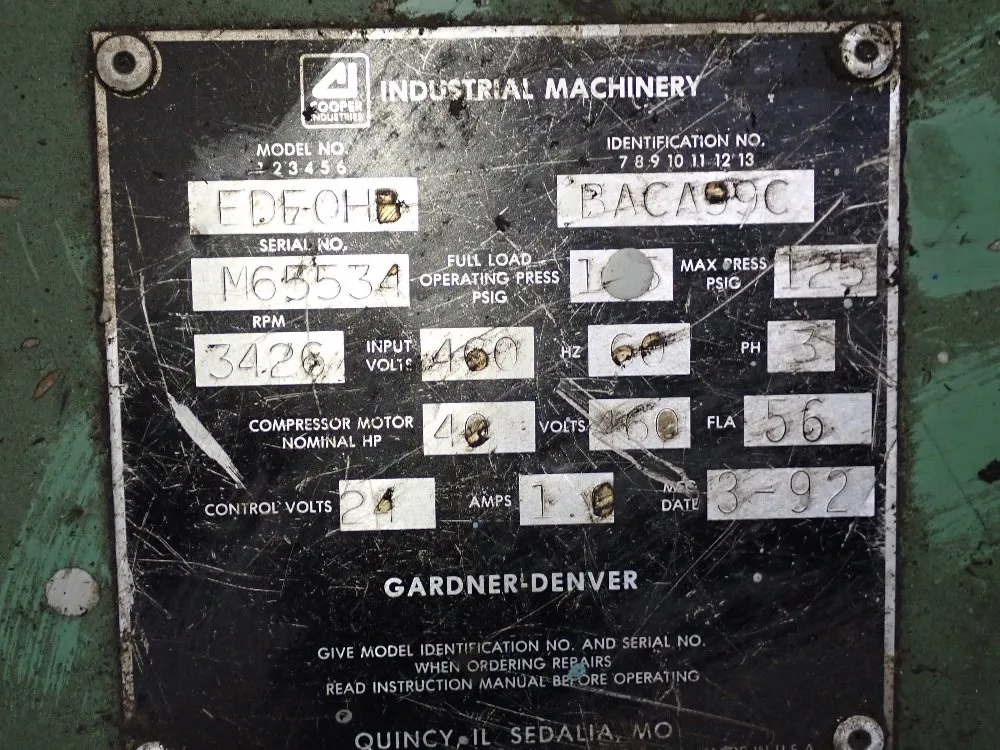 COOPER
INDUSTRIES
INDUSTRIAL MACHINERY
MODEL NO. IDENTIFICATION NO.
1 2 3 4 5 6 7 8 9 10 11 12 13
SERIAL NO. FULL LOAD OPERATING PRESS PSIG MAX PRESS PSIG 125
M65534
RPM
3426 INPUT VOLTS 460 HZ 60 PH 3
COMPRESSOR MOTOR NOMINAL HP 40 VOLTS 460 FLA 56
CONTROL VOLTS 24 AMPS 1. MFG DATE 3-92
GARDNER-DENVER
GIVE MODEL IDENTIFICATION NO. AND SERIAL NO.
WHEN ORDERING REPAIRS
READ INSTRUCTION MANUAL BEFORE OPERATING
QUINCY, IL SEDALIA, MO